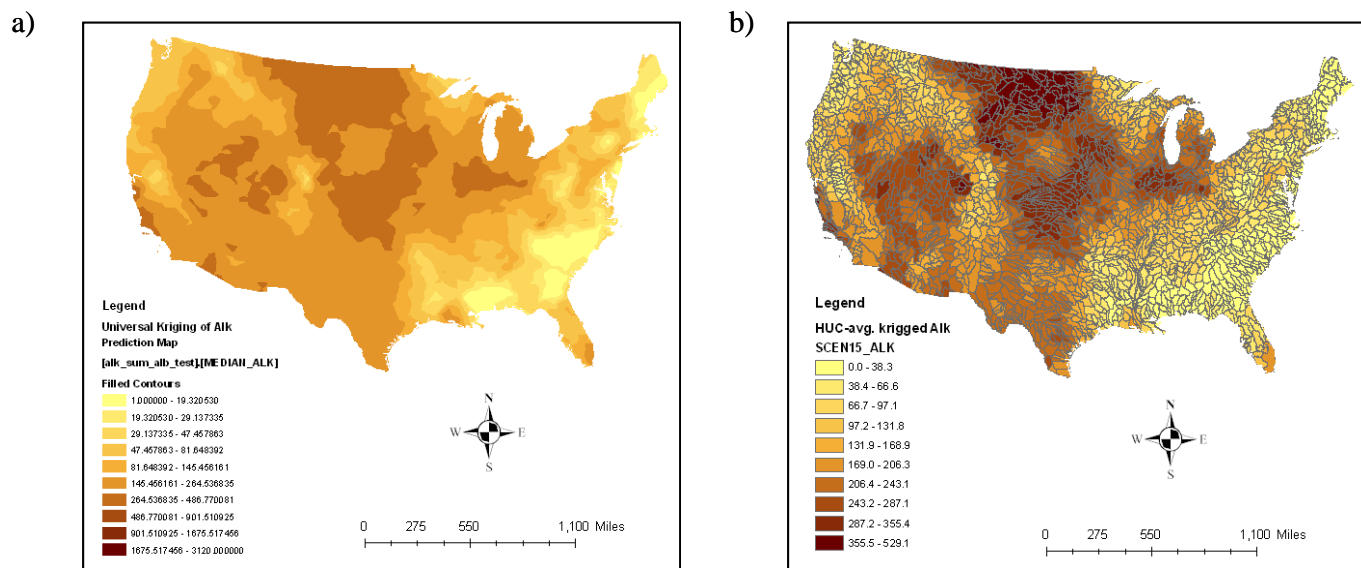 a)
Legend
Universal Kriging of Alk
Prediction Map
[alk_sum_alb_test].[MEDIAN_ALK]
Filled Contours
1.000000 - 19.320530
19.320530 - 29.137335
29.137335 - 47.457863
47.457863 - 81.648392
81.648392 - 145.456161
145.456161 - 264.536835
264.536835 - 486.770081
486.770081 - 901.510925
901.510925 - 1675.517456
1675.517456 - 3120.000000
N
W E
S
0 275 550 1,100 Miles
b)
Legend
HUC-avg. krigged Alk
SCEN15_ALK
0.0 - 38.3
38.4 - 66.6
66.7 - 97.1
97.2 - 131.8
131.9 - 168.9
169.0 - 206.3
206.4 - 243.1
243.2 - 287.1
287.2 - 355.4
355.5 - 529.1
N
W E
S
0 275 550 1,100 Miles